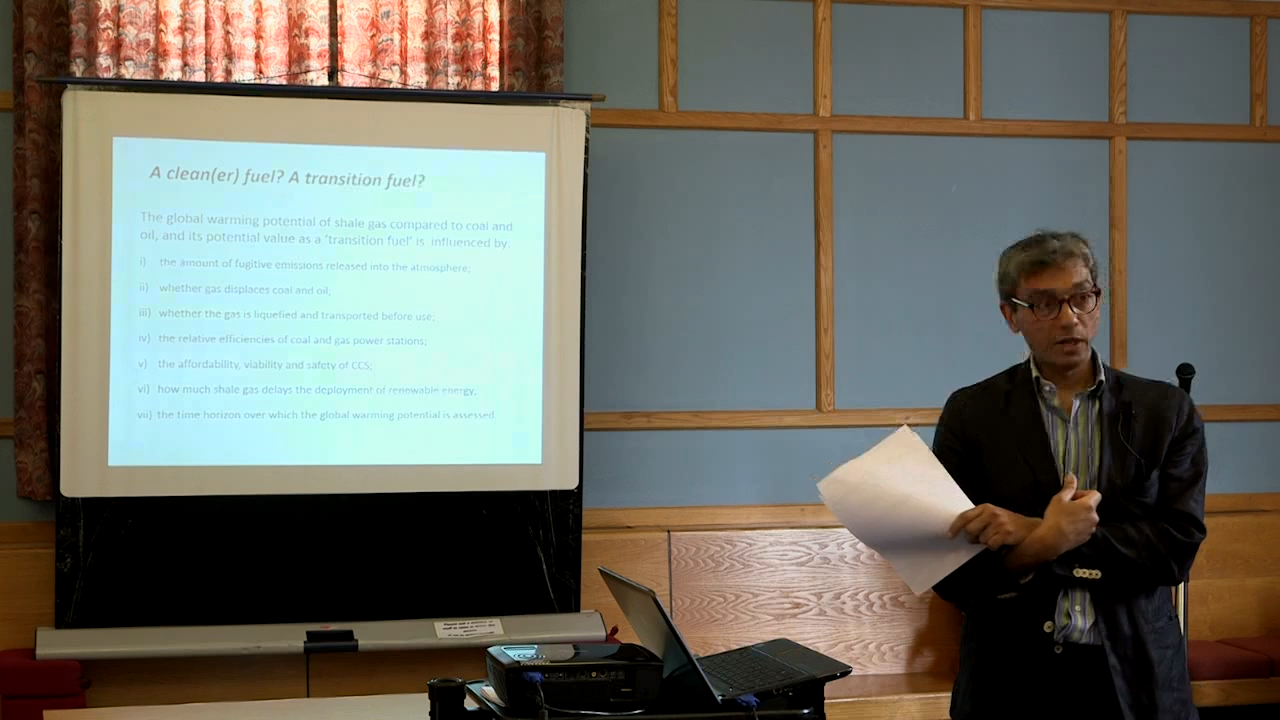 A clean(er) fuel? A transition fuel?
The global warming potential of shale gas compared to coal and
oil, and its potential value as a 'transition fuel' is influenced by.
i) the amount of fugitive emissions released into the atmosphere;
ii) whether gas displaces coal and oil;
iii) whether the gas is liquefied and transported before use;
iv) the relative efficiencies of coal and gas power stations;
v) the affordability, viability and safety of CCS;
vi) how much shale gas delays the deployment of renewable energy;
vii) the time horizon over which the global warming potential is assessed.